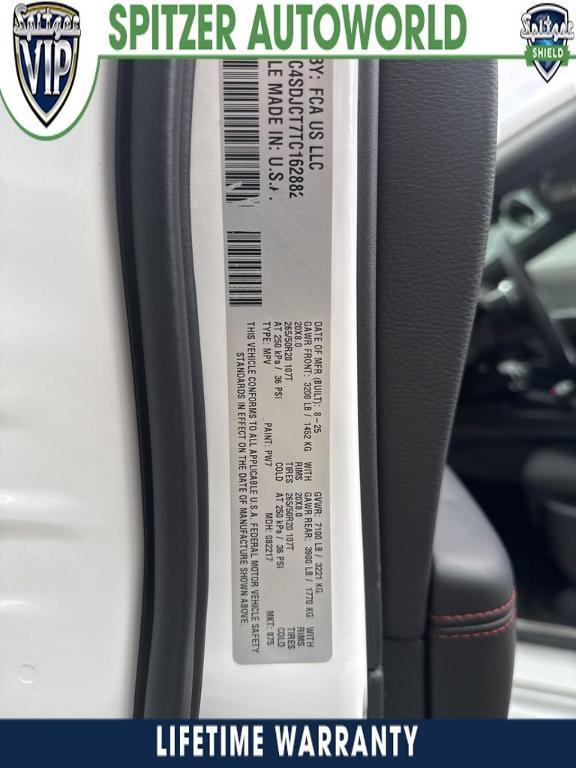 Spitzer
VIP
SPITZER AUTOWORLD
Spitzer
SHIELD
BY: FCA US LLC
C4SDJCT7TC162882
LE MADE IN: U.S.A.
DATE OF MFR (BUILT): 8-25 GVWR: 7100 LB / 3221 KG
GAWR FRONT: 3200 LB / 1452 KG WITH GAWR REAR: 3900 LB / 1770 KG WITH
20X8.0 RIMS 20X8.0 RIMS
265/50R20 107T TIRES 265/50R20 107T TIRES
AT 250 kPa / 36 PSI COLD AT 250 kPa / 36 PSI COLD
TYPE: MPV PAINT: PW7 MDH: 082217 MKT: 875
THIS VEHICLE CONFORMS TO ALL APPLICABLE U.S.A. FEDERAL MOTOR VEHICLE SAFETY
STANDARDS IN EFFECT ON THE DATE OF MANUFACTURE SHOWN ABOVE.
LIFETIME WARRANTY